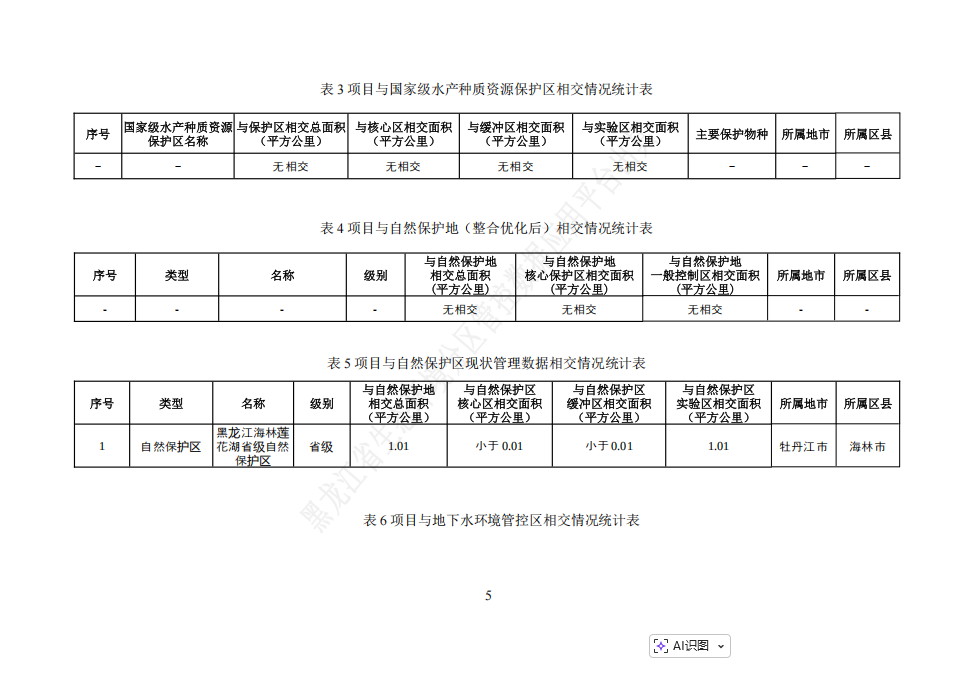 表 3 项目与国家级水产种质资源保护区相交情况统计表
序号 国家级水产种质资源保护区名称 与保护区相交总面积（平方公里） 与核心区相交面积（平方公里） 与缓冲区相交面积（平方公里） 与实验区相交面积（平方公里） 主要保护物种 所属地市 所属区县
– – 无相交 无相交 无相交 无相交 – – –
表 4 项目与自然保护地（整合优化后）相交情况统计表
序号 类型 名称 级别 与自然保护地相交总面积(平方公里) 与自然保护地核心保护区相交面积(平方公里) 与自然保护地一般控制区相交面积(平方公里) 所属地市 所属区县
- - - - 无相交 无相交 无相交 - -
表 5 项目与自然保护区现状管理数据相交情况统计表
序号 类型 名称 级别 与自然保护地相交总面积（平方公里） 与自然保护区核心区相交面积（平方公里） 与自然保护区缓冲区相交面积（平方公里） 与自然保护区实验区相交面积（平方公里） 所属地市 所属区县
1 自然保护区 黑龙江海林莲花湖省级自然保护区 省级 1.01 小于 0.01 小于 0.01 1.01 牡丹江市 海林市
表 6 项目与地下水环境管控区相交情况统计表
5
AI识图